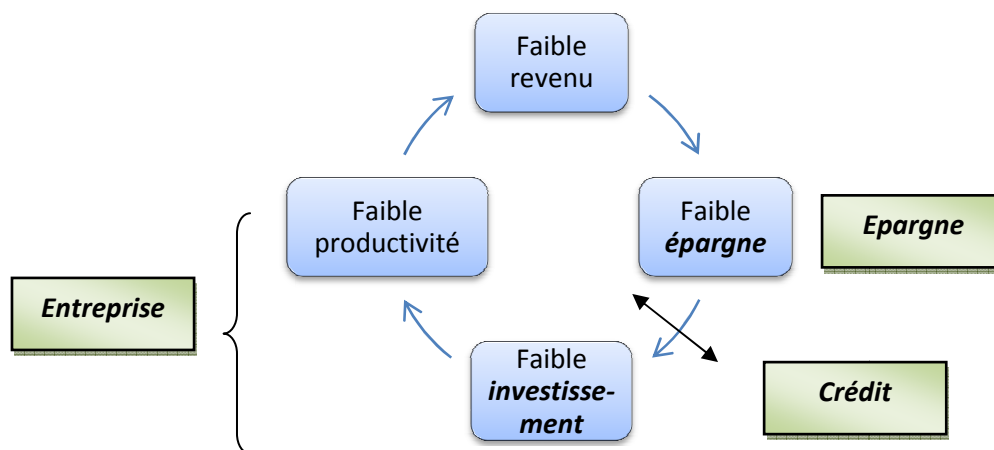 Faible
revenu
Faible
productivité
Faible
épargne
Epargne
Entreprise
Faible
investisse-
ment
Crédit